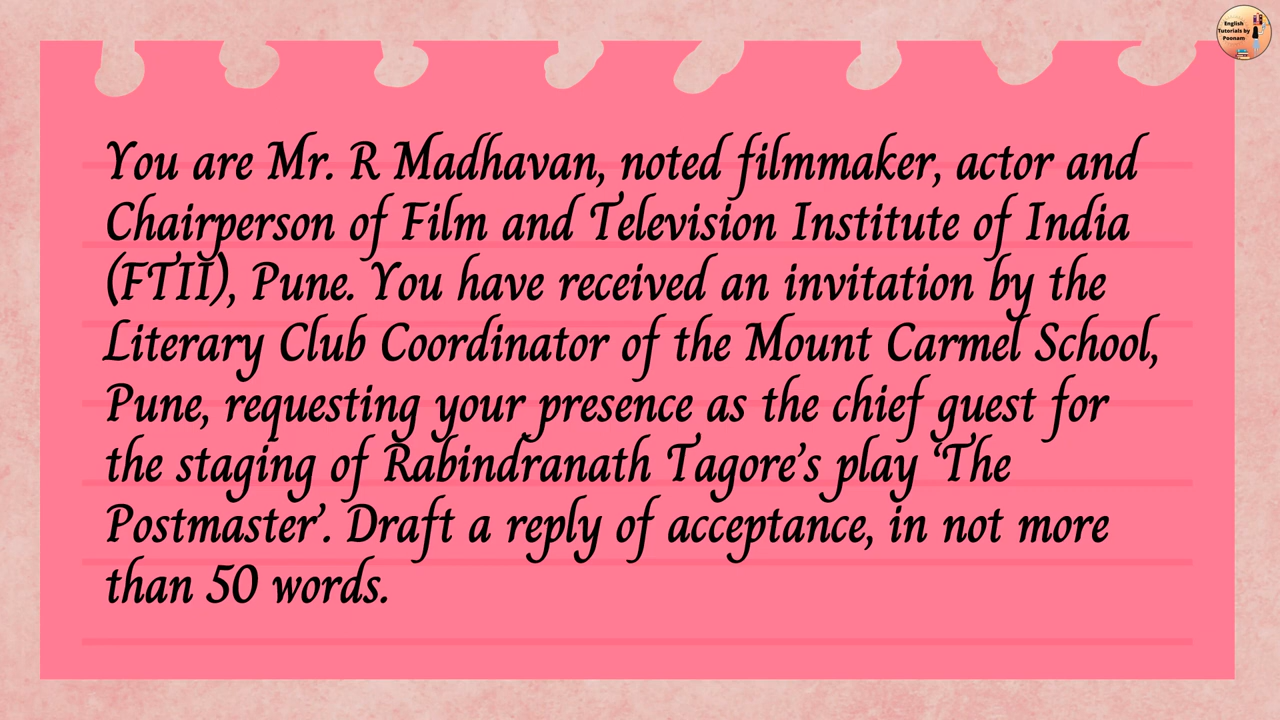 English
Tutorials by
Poonam
You are Mr. R Madhavan, noted filmmaker, actor and
Chairperson of Film and Television Institute of India
(FTII), Pune. You have received an invitation by the
Literary Club Coordinator of the Mount Carmel School,
Pune, requesting your presence as the chief guest for
the staging of Rabindranath Tagore's play 'The
Postmaster'. Draft a reply of acceptance, in not more
than 50 words.